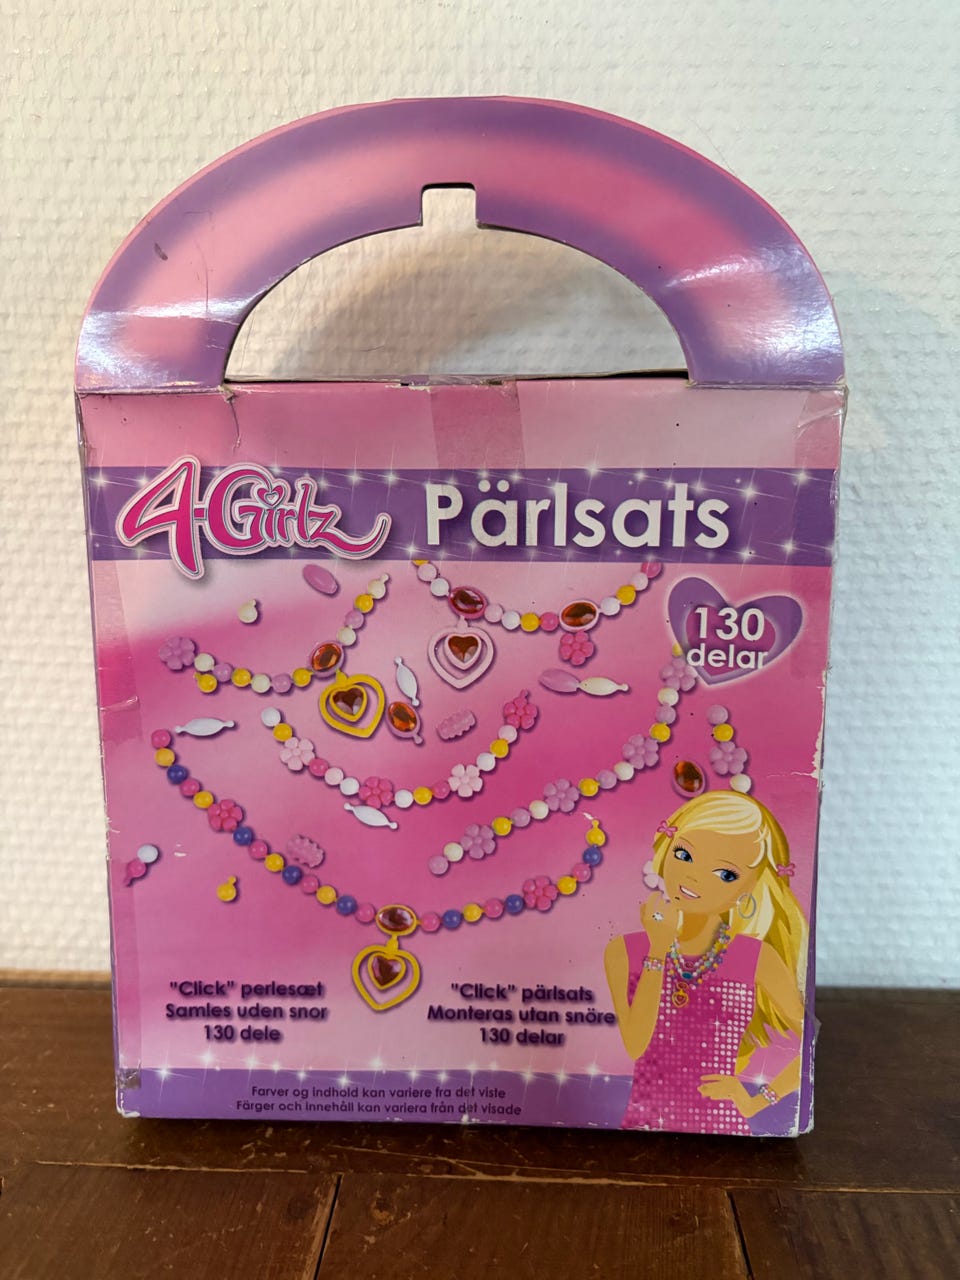 4-Girlz Pärlsats
130
delar
"Click" perlesæt
Samles uden snor
130 dele
"Click" pärlsats
Monteras utan snöre
130 delar
Farver og indhold kan variere fra det viste
Färger och innehåll kan variera från det visade